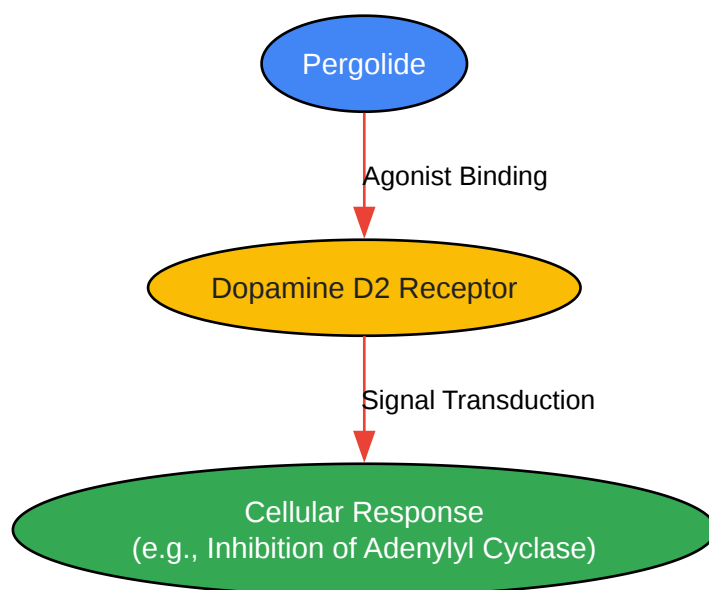 Pergolide
Agonist Binding
Dopamine D2 Receptor
Signal Transduction
Cellular Response
(e.g., Inhibition of Adenylyl Cyclase)